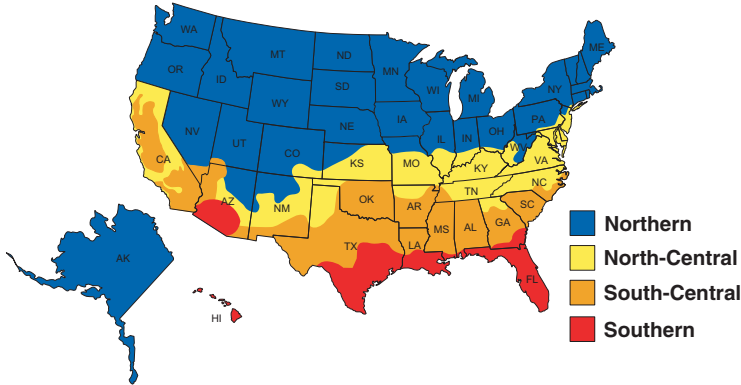 WA
MT
ND
MN
ME
OR
ID
SD
WI
MI
NY
WY
IA
PA
NE
NV
UT
CO
IL
IN
OH
WV
KS
MO
KY
VA
CA
AZ
NM
OK
AR
TN
NC
SC
MS
AL
GA
TX
LA
FL
AK
HI
Northern
North-Central
South-Central
Southern